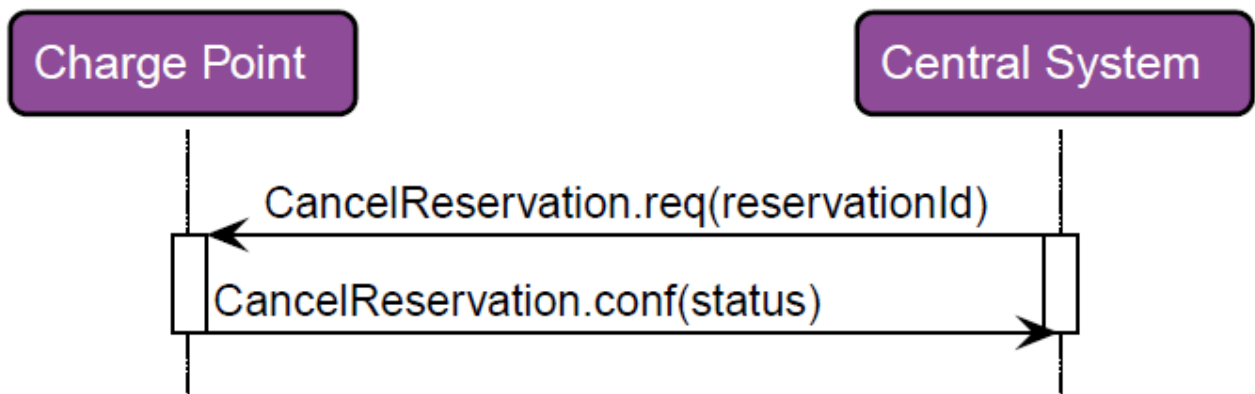 Charge Point
Central System
CancelReservation.req(reservationId)
CancelReservation.conf(status)